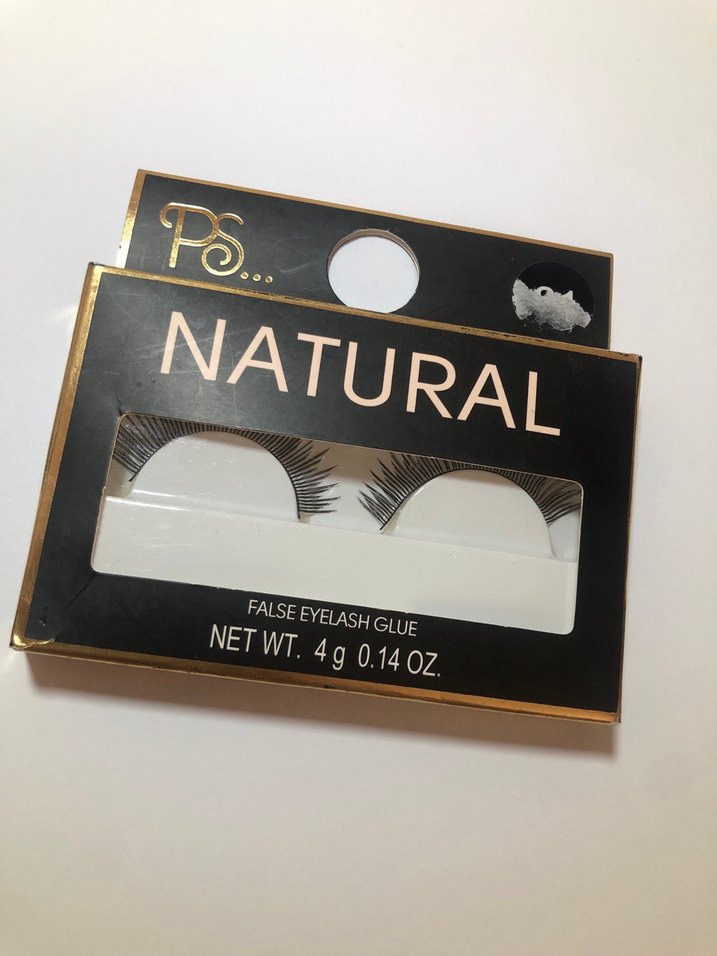 PS...
NATURAL
FALSE EYELASH GLUE
NET WT. 4 g 0.14 OZ.